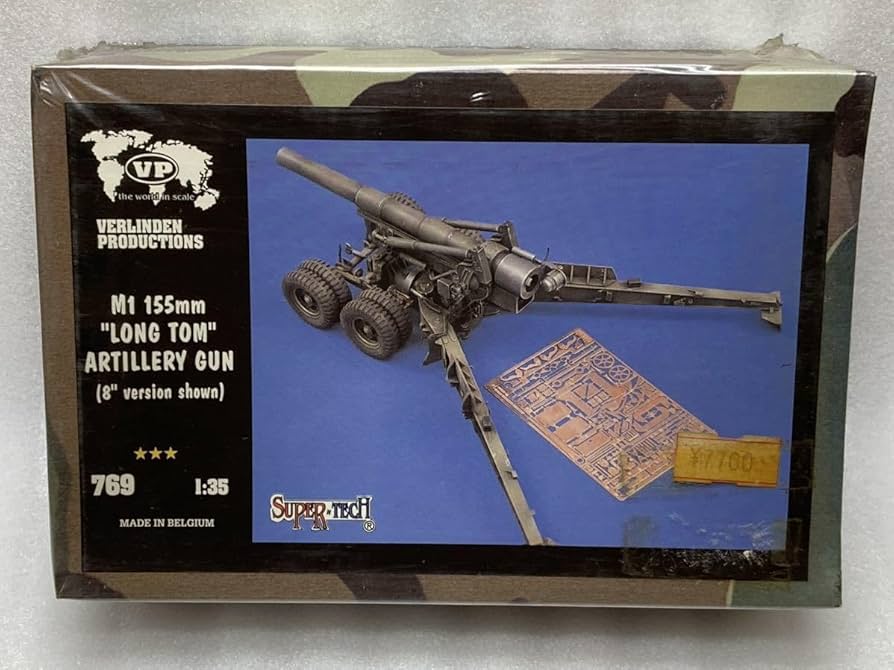 VP
the world in scale
VERLINDEN
PRODUCTIONS
M1 155mm
"LONG TOM"
ARTILLERY GUN
(8" version shown)
769 1:35
MADE IN BELGIUM
SUPER-TECH®
¥7700